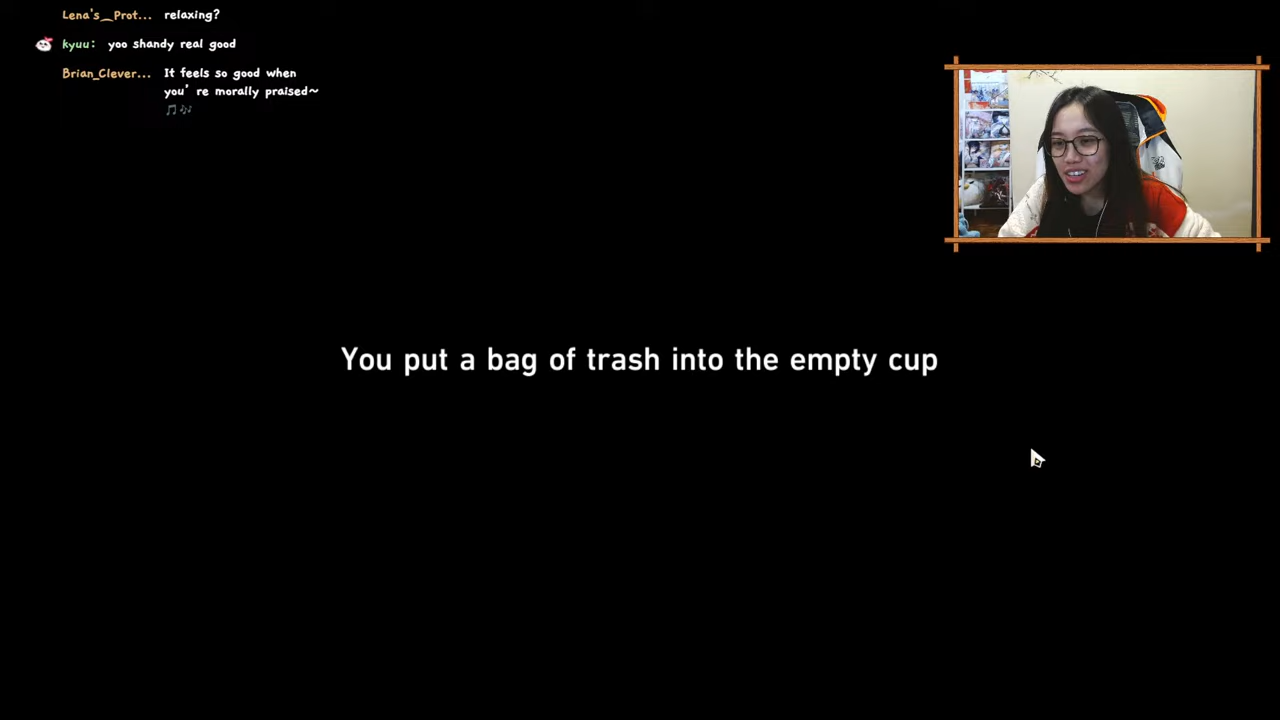 Lena's_Prot... relaxing?
kyuu: yoo shandy real good
Brian_Clever... It feels so good when
you're morally praised~
🎵🎶
You put a bag of trash into the empty cup